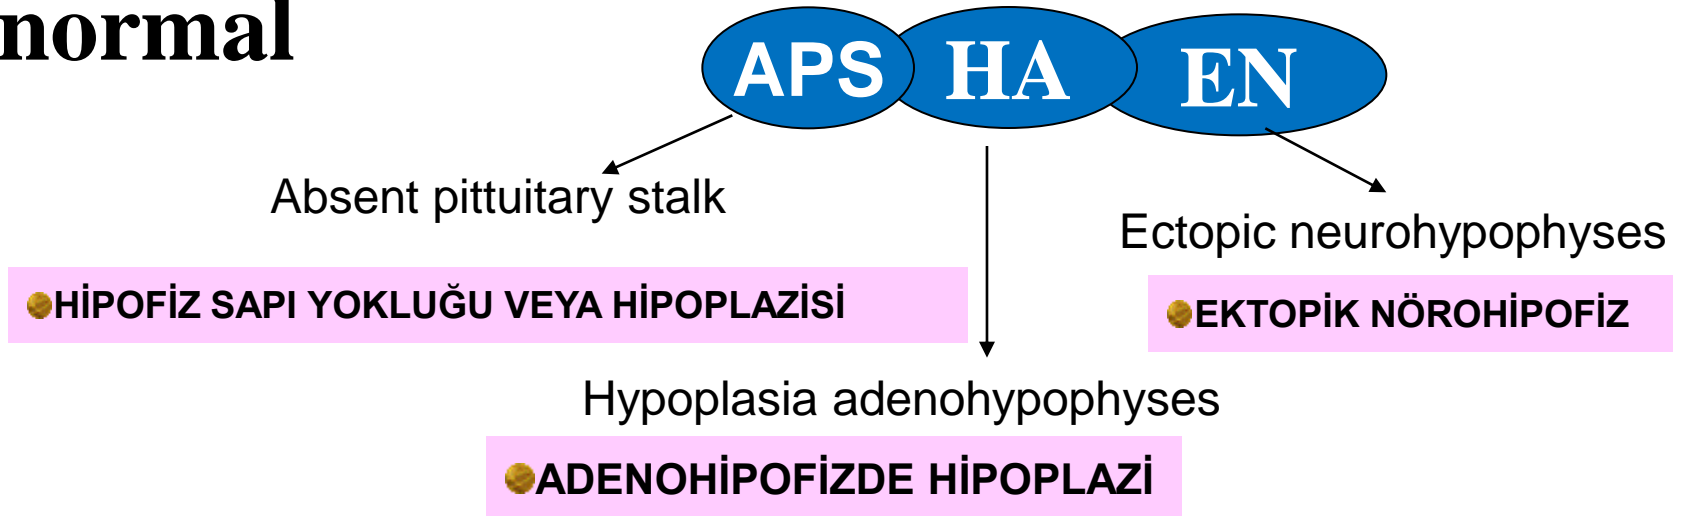 normal
APS HA EN
Absent pittuitary stalk
Ectopic neurohypophyses
HİPOFİZ SAPI YOKLUĞU VEYA HİPOPLAZİSİ
EKTOPİK NÖROHİPOFİZ
Hypoplasia adenohypophyses
ADENOHİPOFİZDE HİPOPLAZİ